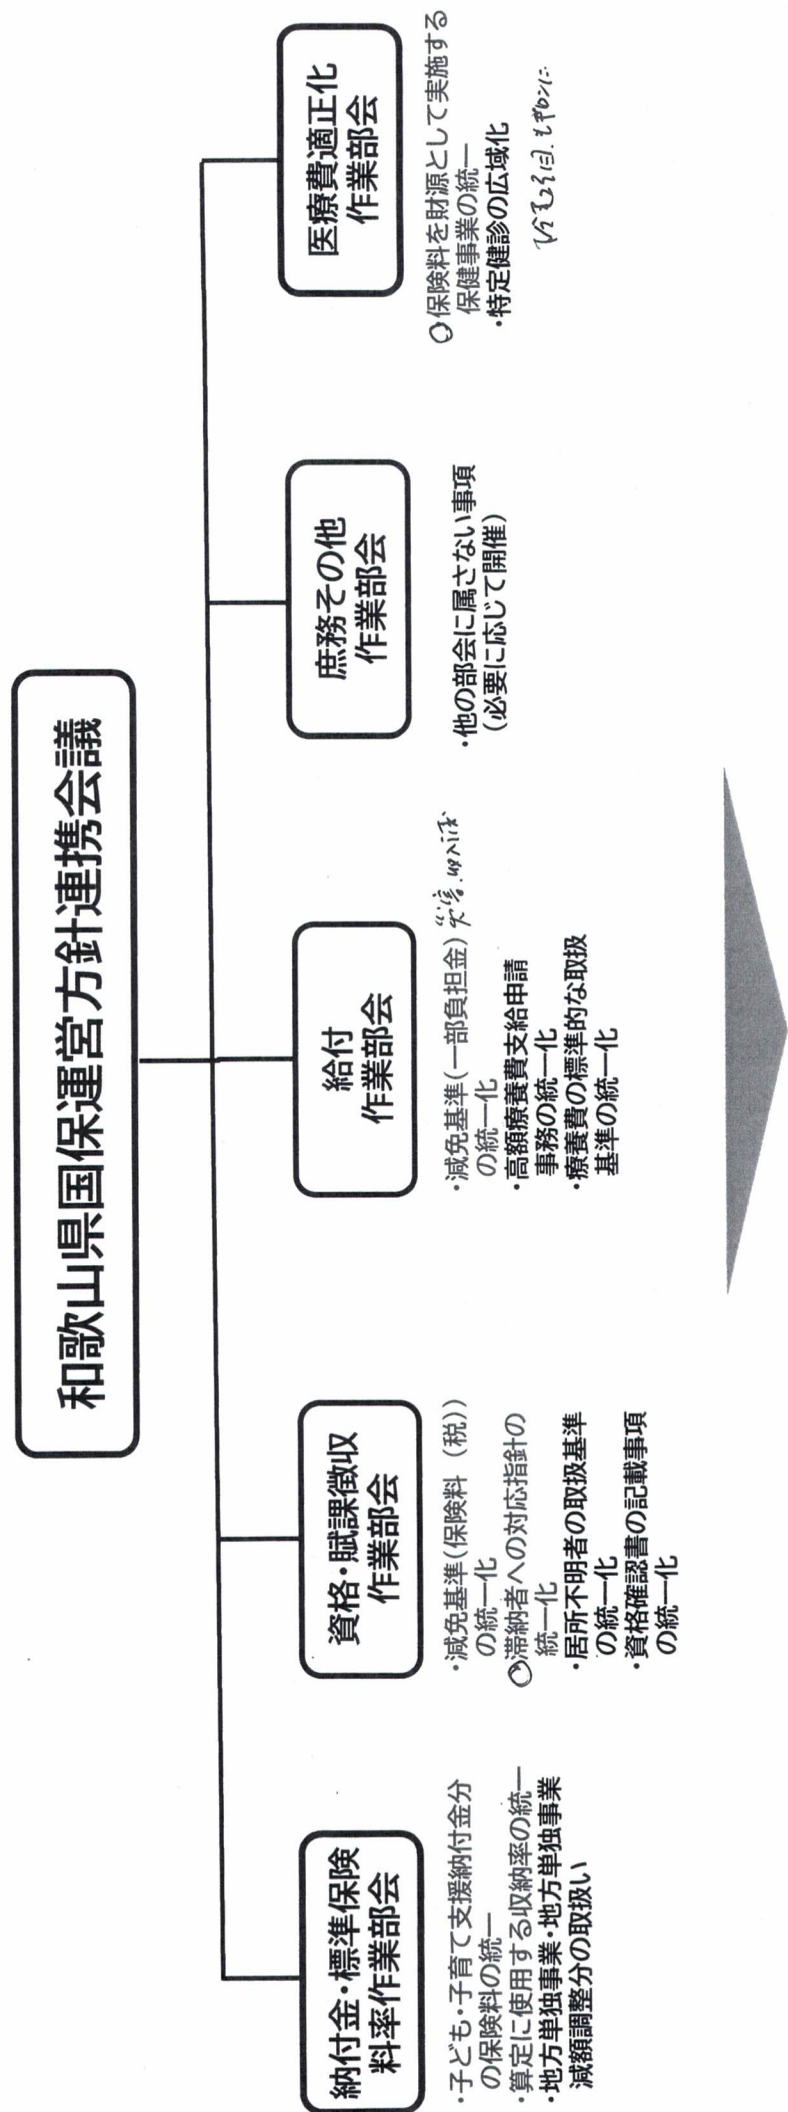 和歌山県国保運営方針連携会議
納付金・標準保険
料率作業部会
・子ども・子育て支援納付金分
の保険料の統一
・算定に使用する収納率の統一
・地方単独事業・地方単独事業
減額調整分の取扱い
資格・賦課徴収
作業部会
・減免基準(保険料(税))
の統一化
・滞納者への対応指針の
統一化
・居所不明者の取扱基準
の統一化
・資格確認書の記載事項
の統一化
給付
作業部会
・減免基準(一部負担金) 災害.収入減
の統一化
・高額療養費支給申請
事務の統一化
・療養費の標準的な取扱
基準の統一化
庶務その他
作業部会
・他の部会に属さない事項
(必要に応じて開催)
医療費適正化
作業部会
・保険料を財源として実施する
保健事業の統一
・特定健診の広域化